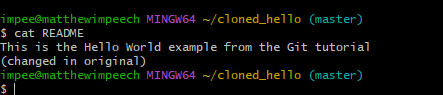 impee@matthewimpeech MINGW64 ~/cloned_hello (master)
$ cat README
This is the Hello World example from the Git tutorial
(changed in original)
impee@matthewimpeech MINGW64 ~/cloned_hello (master)
$